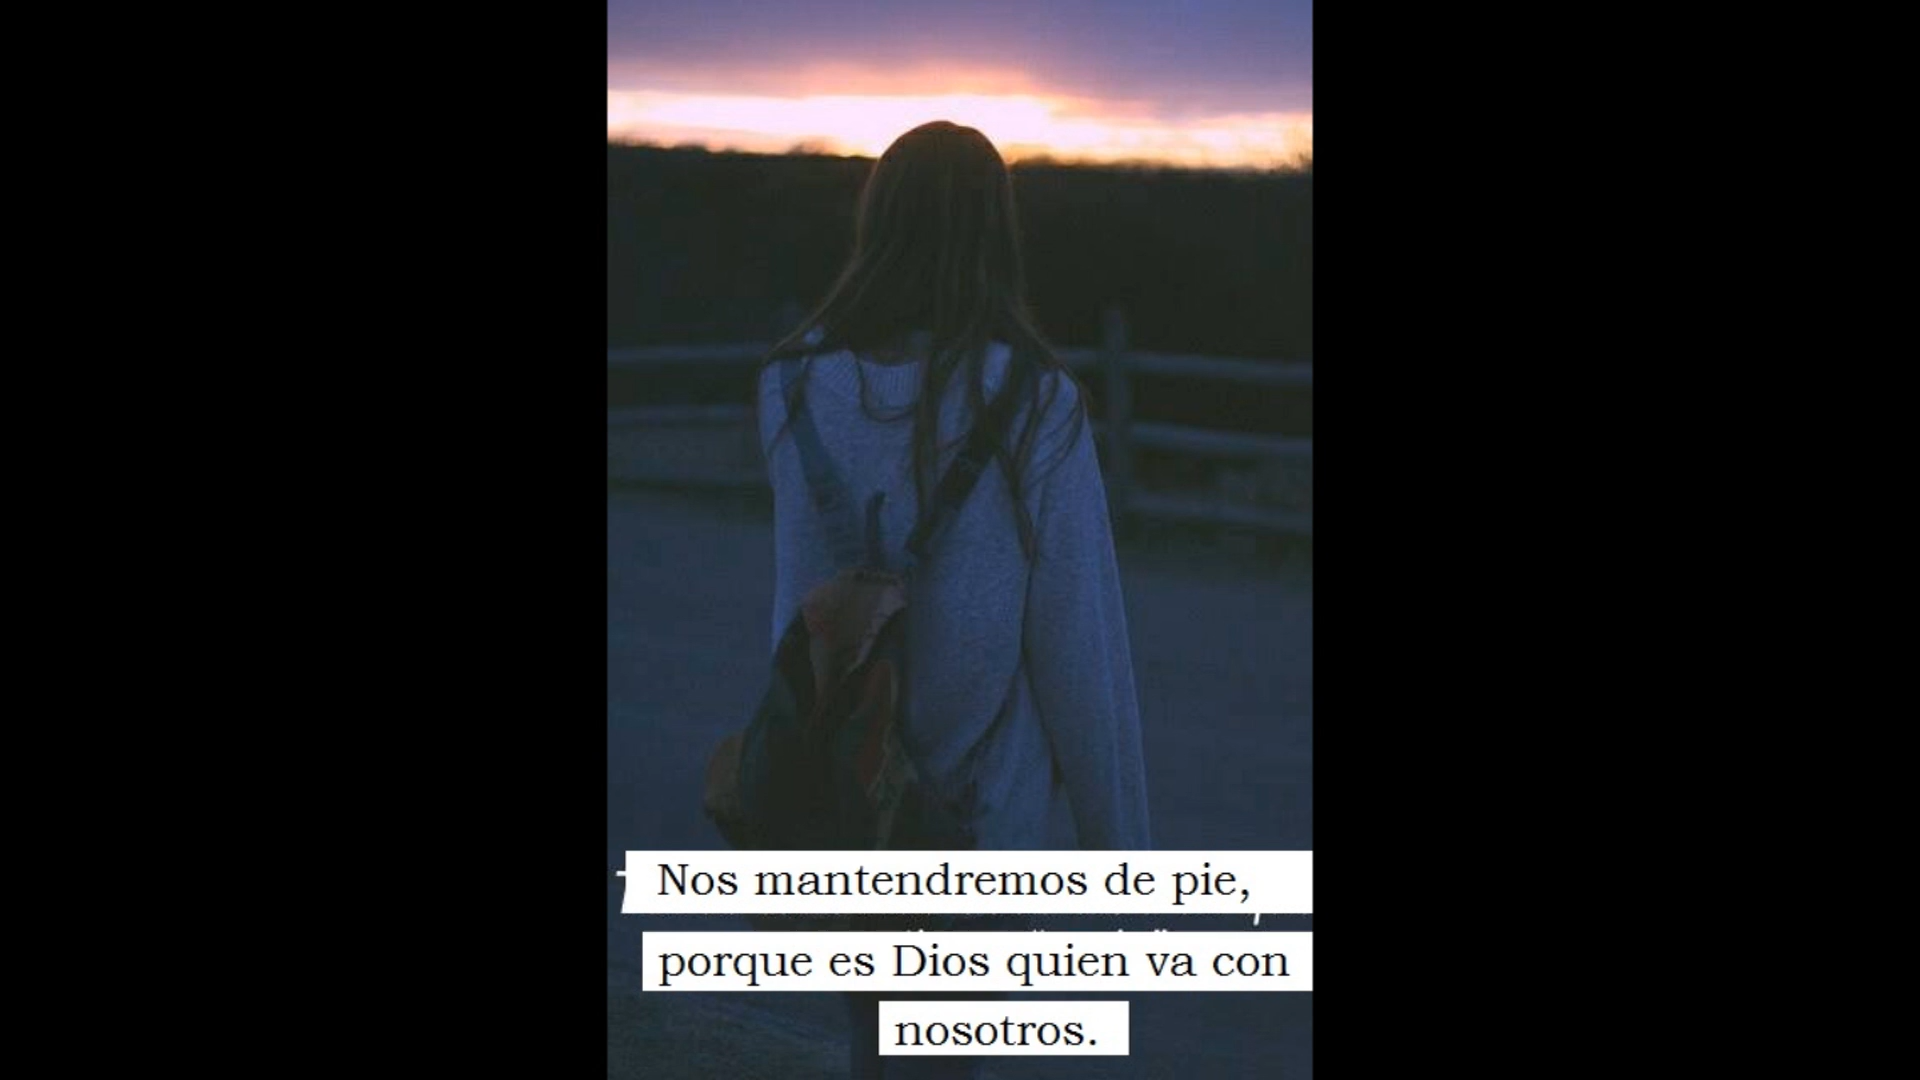 Nos mantendremos de pie,
porque es Dios quien va con
nosotros.